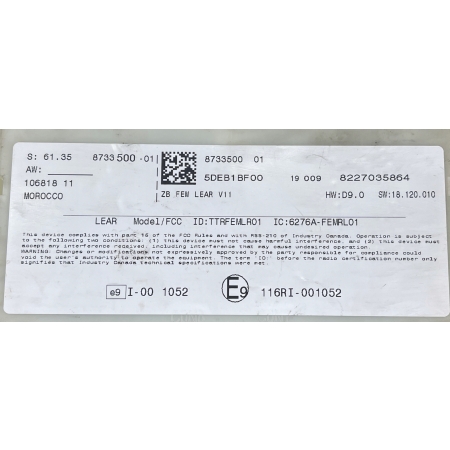 S: 61.35 8733500 -01 8733500 01
AW:
5DEB1BF00 19 009 8227035864
106818 11
MOROCCO ZB FEM LEAR V11 HW:D9.0 SW:18.120.010
LEAR Model/FCC ID:TTRFEMLR01 IC:6276A-FEMRLO1
This device complies with part 15 of the FCC Rules and with RSS-210 of Industry Canada. Operation is subject
to the following two conditions: (1) this device must not cause harmful interference, and (2) this device must
accept any interference received, including interference that may cause undesired operation.
WARNING: Changes or modifications not expressively approved by the party responsible for compliance could
void the user's authority to operate the equipment. The term IC: before the radio certification number only
signifies that Industry Canada technical specifications were met.
e9 I-00 1052 E9 116RI-001052